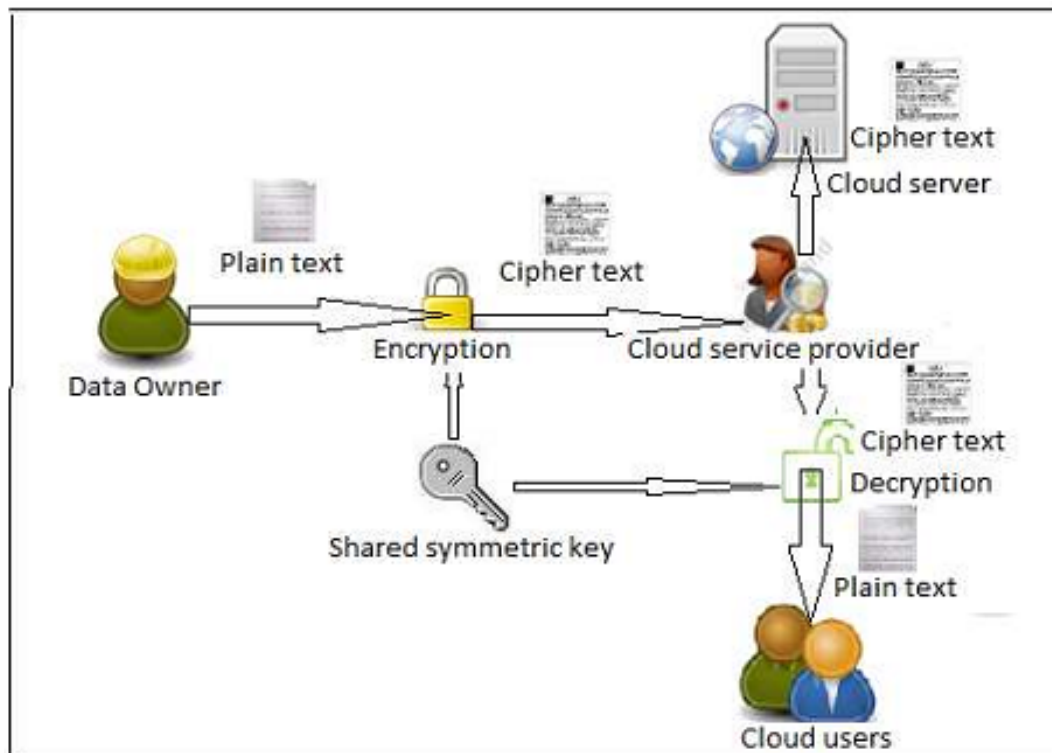 Cipher text
Cloud server
Plain text
Cipher text
Encryption
Cloud service provider
Data Owner
Cipher text
Decryption
Shared symmetric key
Plain text
Cloud users